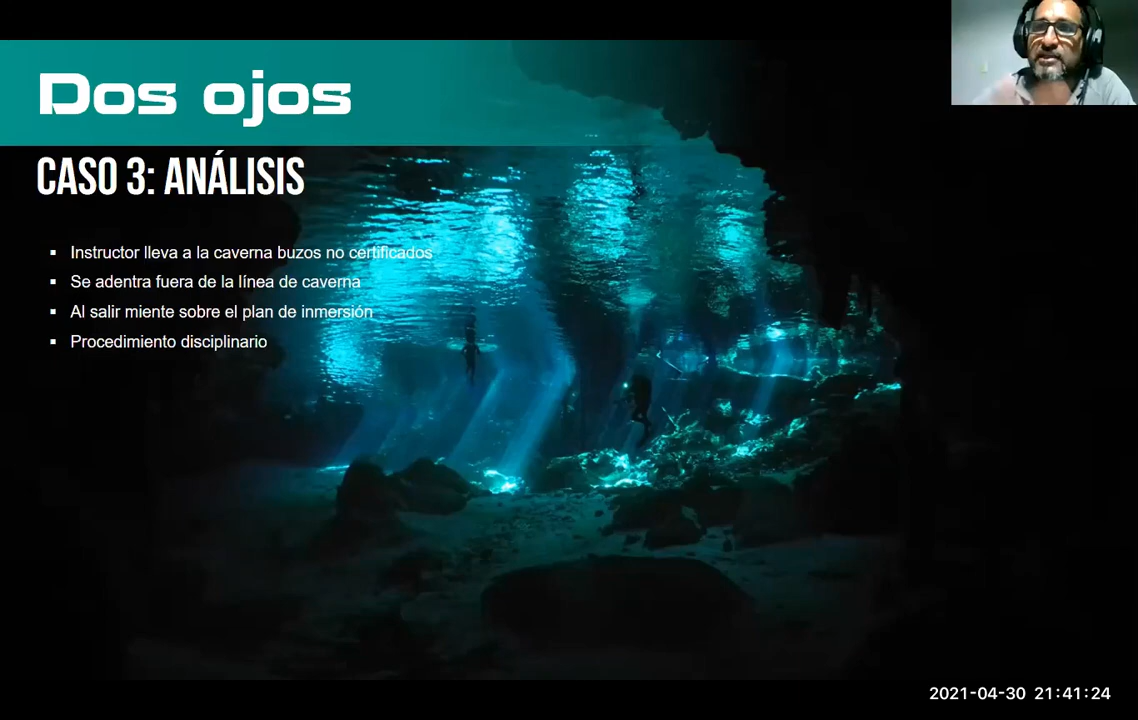 Dos ojos
CASO 3: ANÁLISIS
▪ Instructor lleva a la caverna buzos no certificados
▪ Se adentra fuera de la línea de caverna
▪ Al salir miente sobre el plan de inmersión
▪ Procedimiento disciplinario
2021-04-30 21:41:24